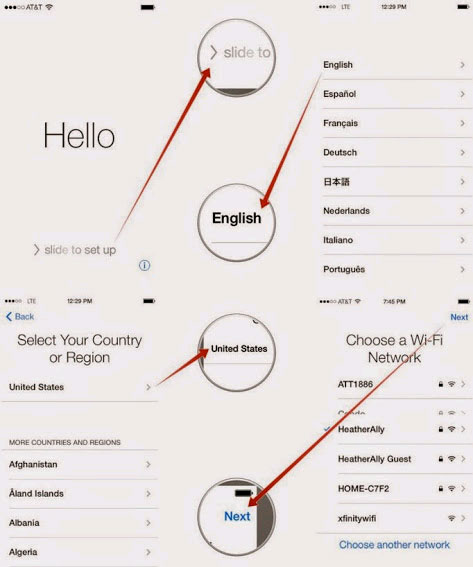 AT&T
Hello
slide to set up
slide to
LTE 12:29 PM
English
Español
Français
Deutsch
日本語
Nederlands
Italiano
Português
English
LTE 12:29 PM
Back
Select Your Country
or Region
United States
MORE COUNTRIES AND REGIONS
Afghanistan
Åland Islands
Albania
Algeria
United States
Next
AT&T 7:45 PM
Next
Choose a Wi-Fi
Network
ATT1886
HeatherAlly
HeatherAlly Guest
HOME-C7F2
xfinitywifi
Choose another network